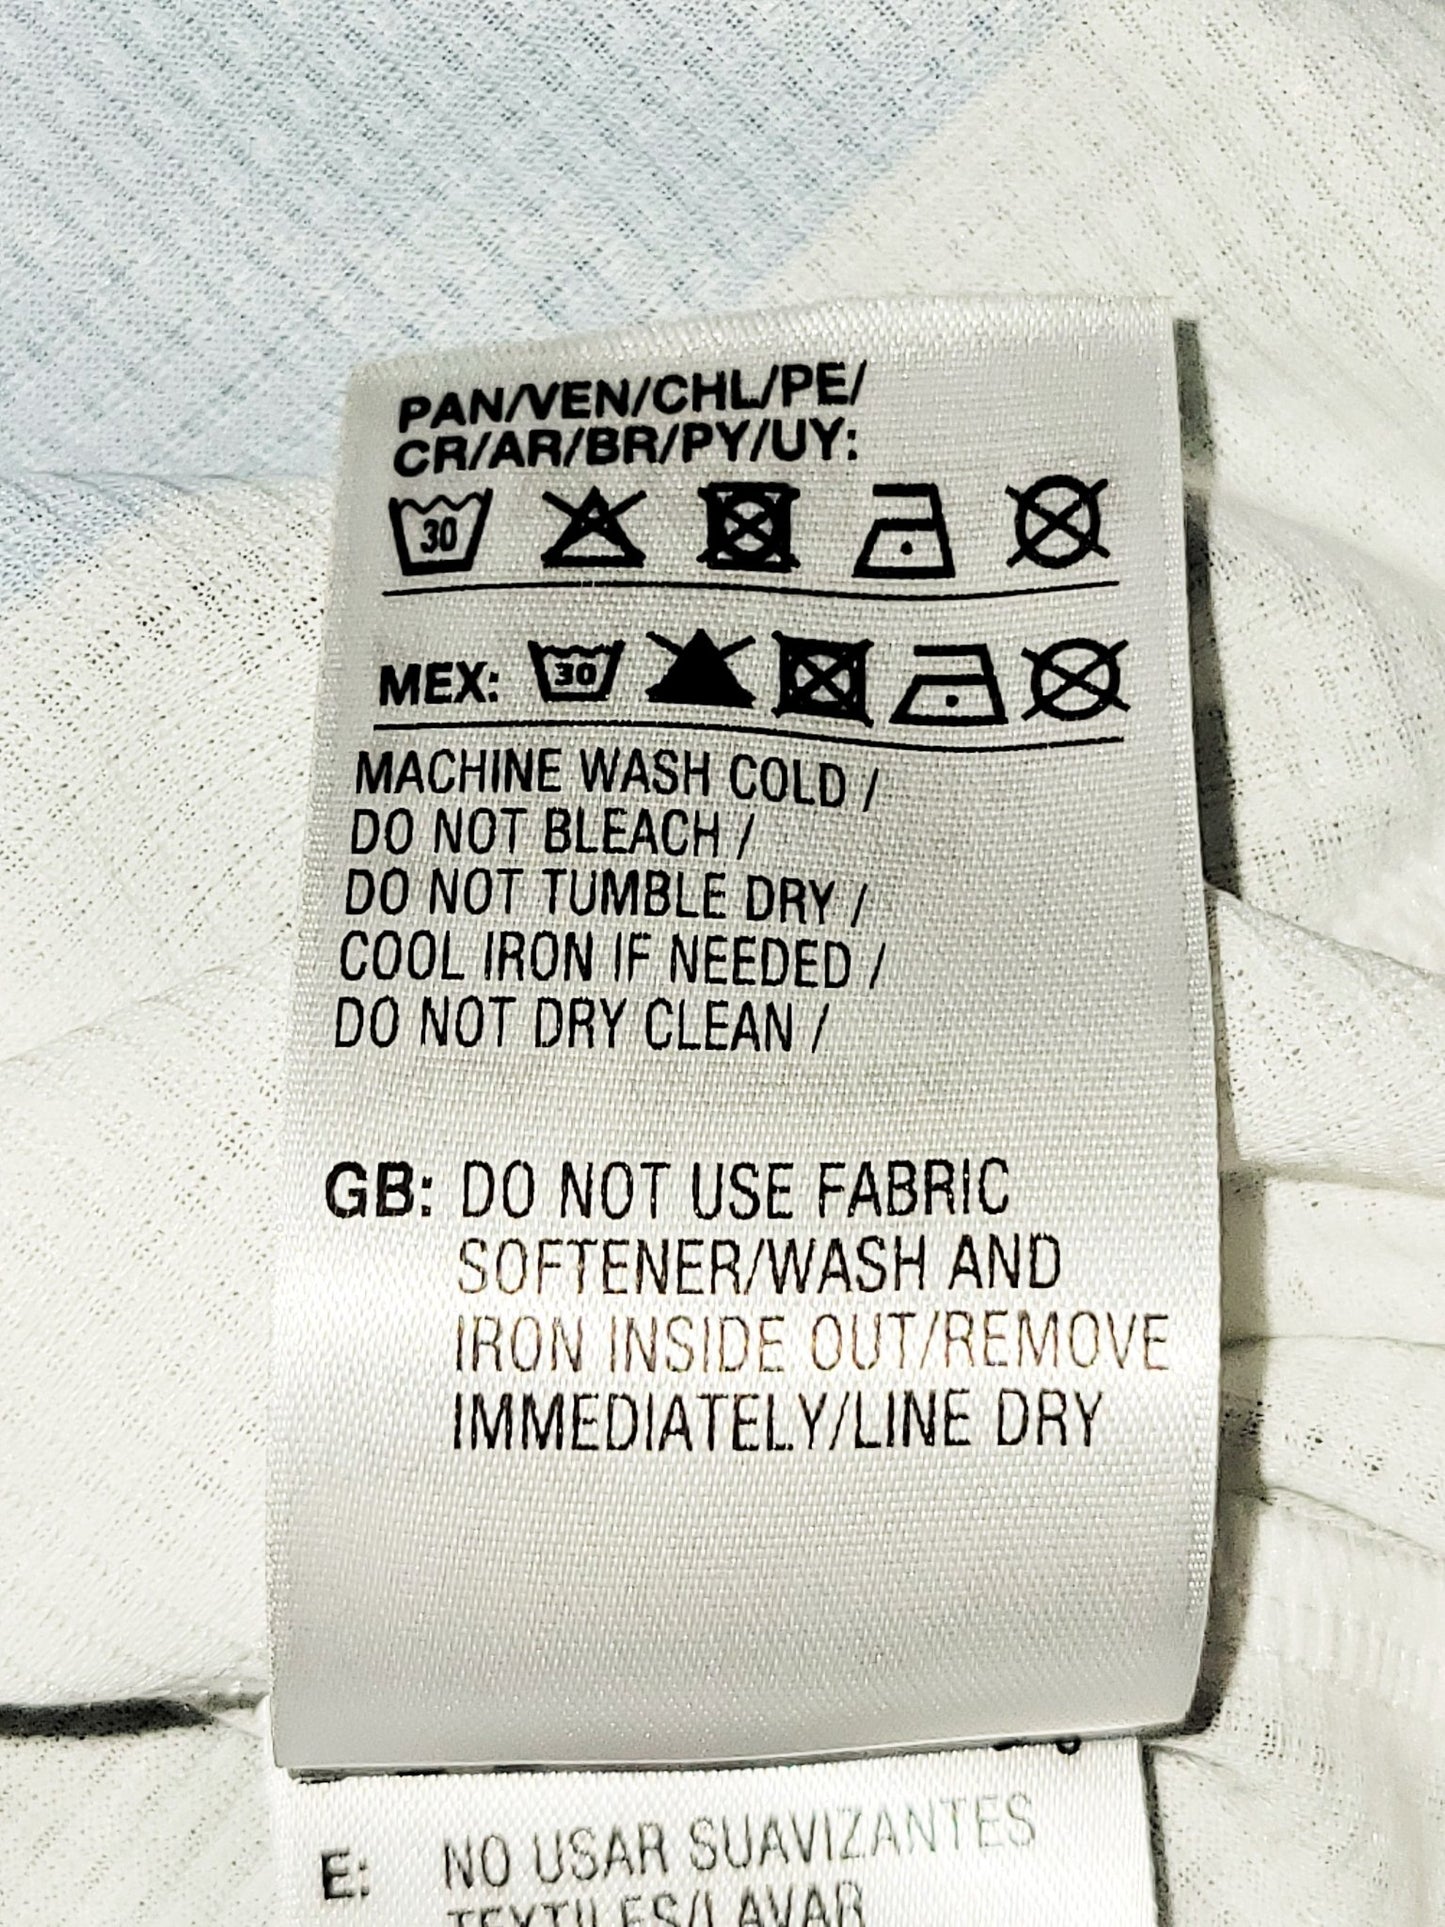 PAN/VEN/CHL/PE/
CR/AR/BR/PY/UY:
30
MEX: 30
MACHINE WASH COLD /
DO NOT BLEACH /
DO NOT TUMBLE DRY /
COOL IRON IF NEEDED /
DO NOT DRY CLEAN /
GB: DO NOT USE FABRIC
SOFTENER/WASH AND
IRON INSIDE OUT/REMOVE
IMMEDIATELY/LINE DRY
E: NO USAR SUAVIZANTES
TEXTILES/LAVAR